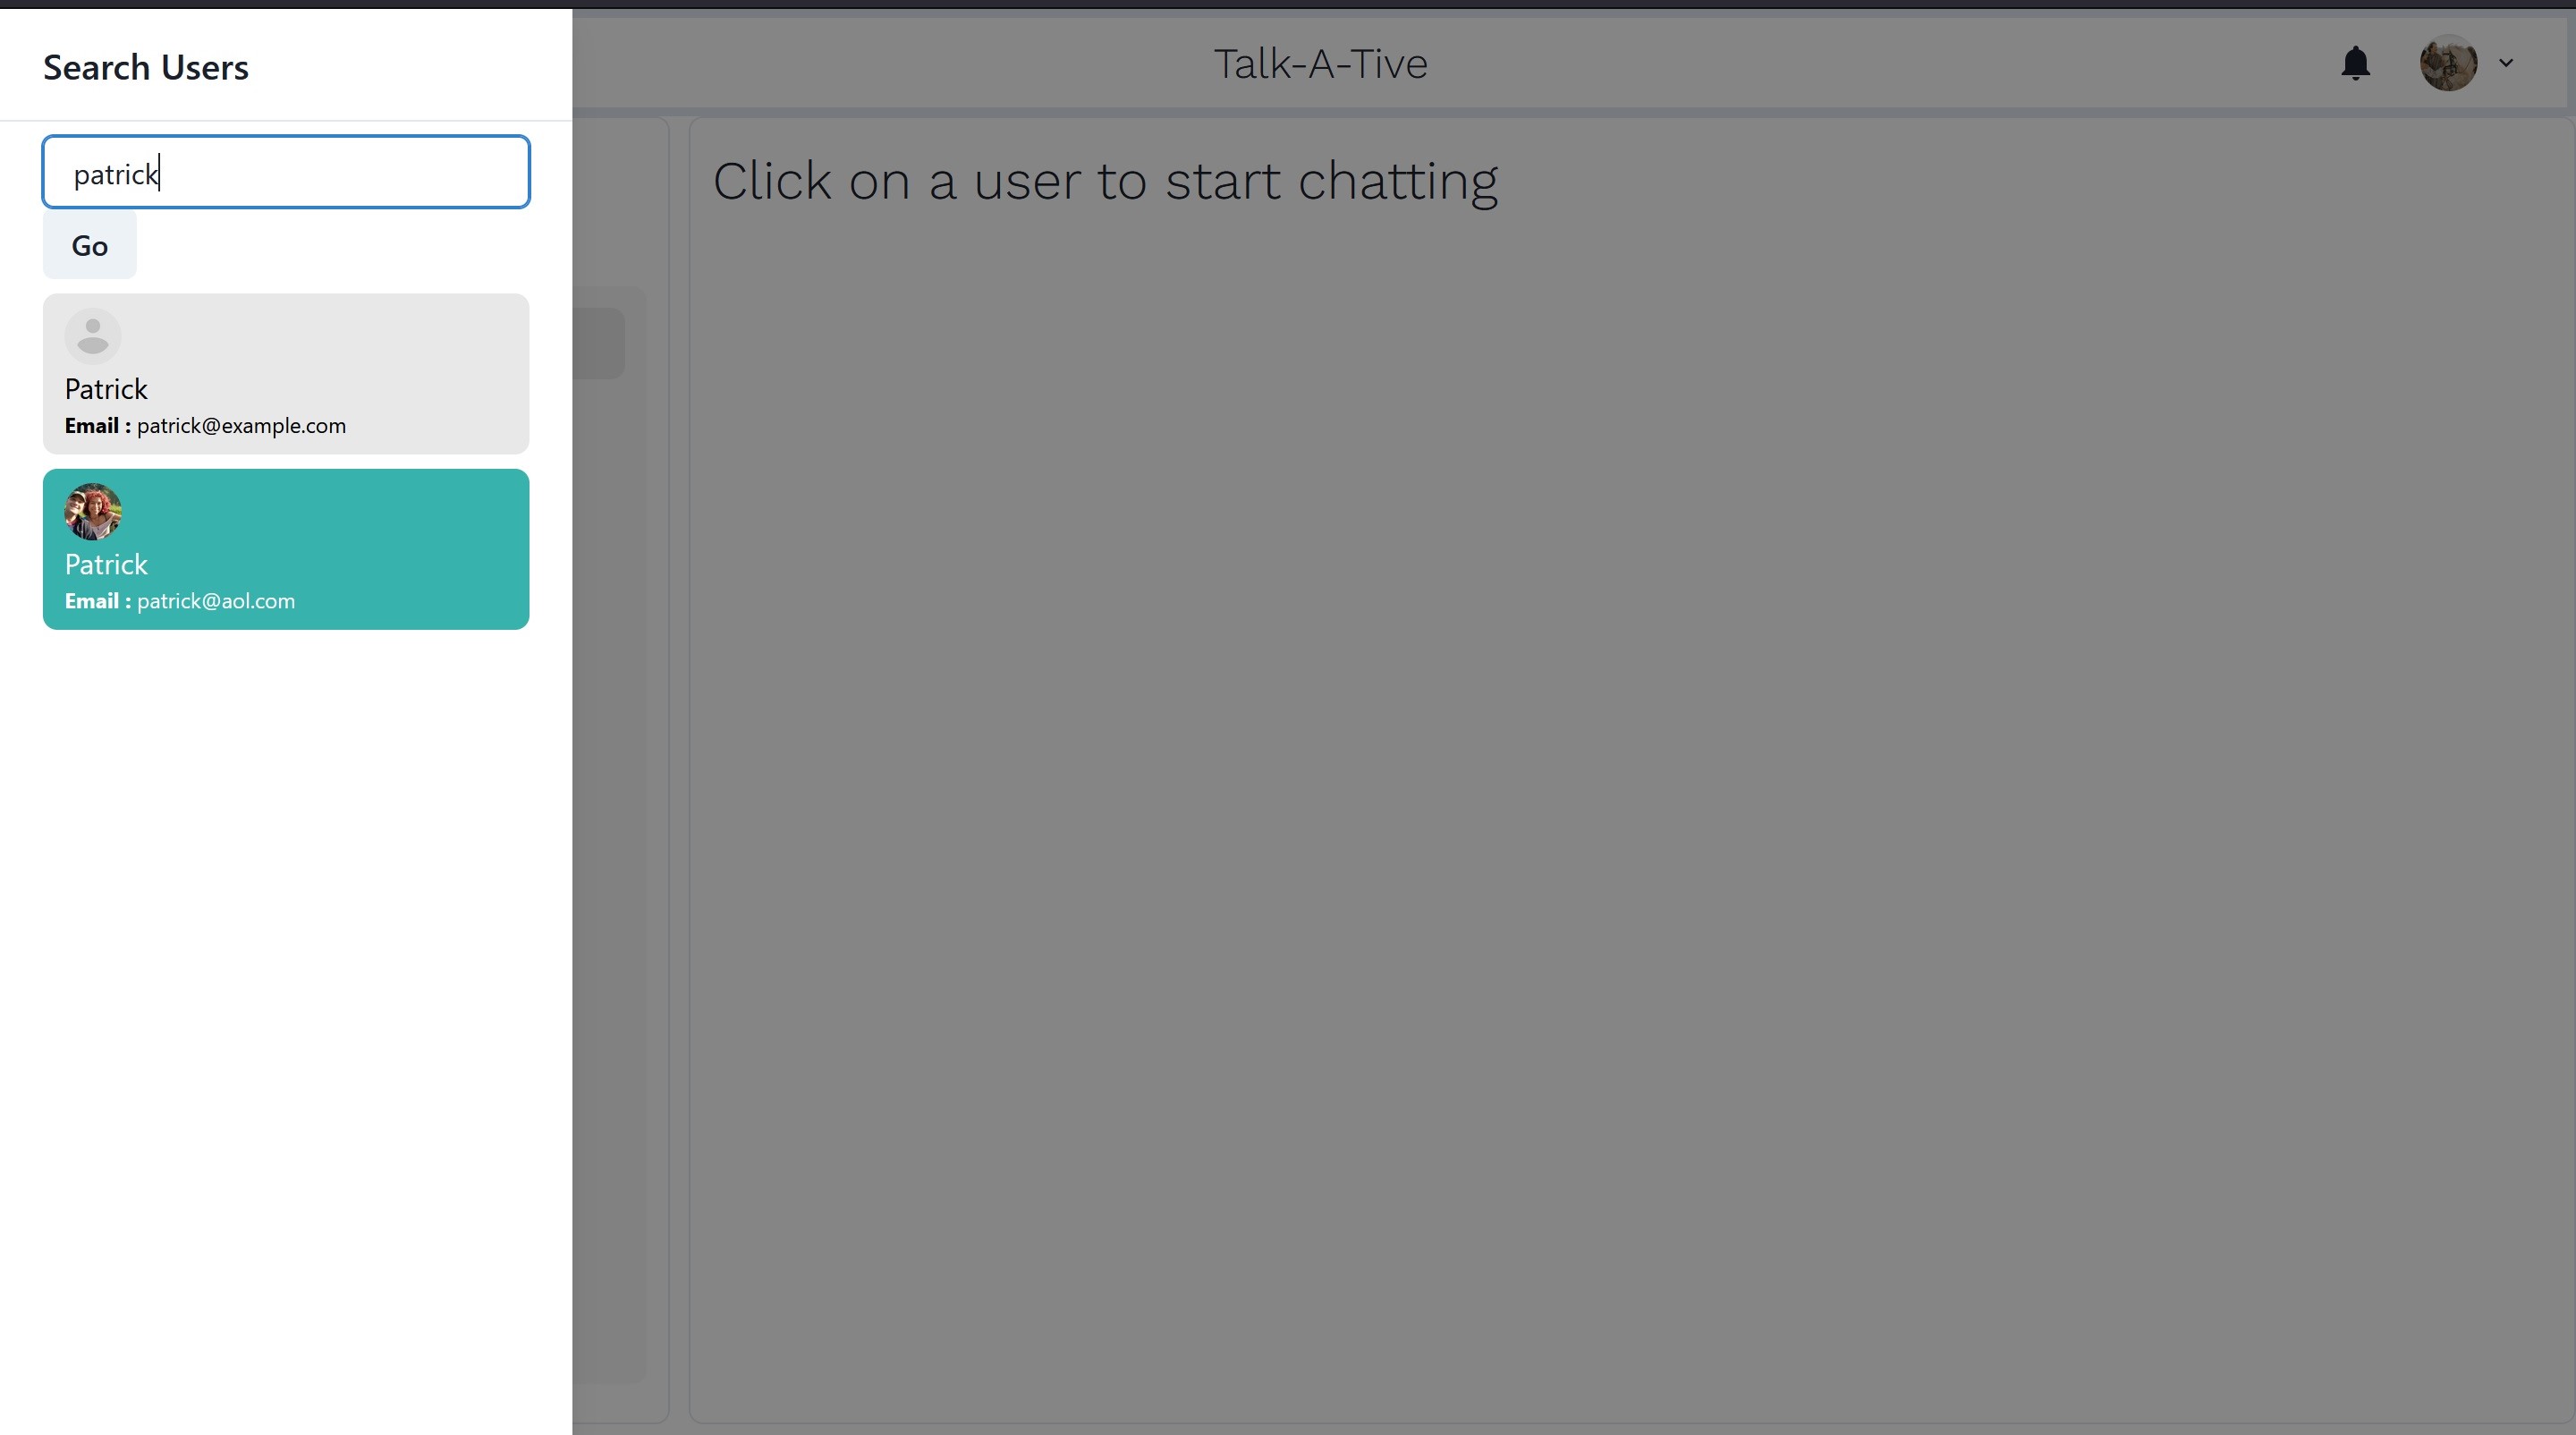 Search Users
Talk-A-Tive
patrick
Click on a user to start chatting
Go
Patrick
Email : patrick@example.com
Patrick
Email : patrick@aol.com